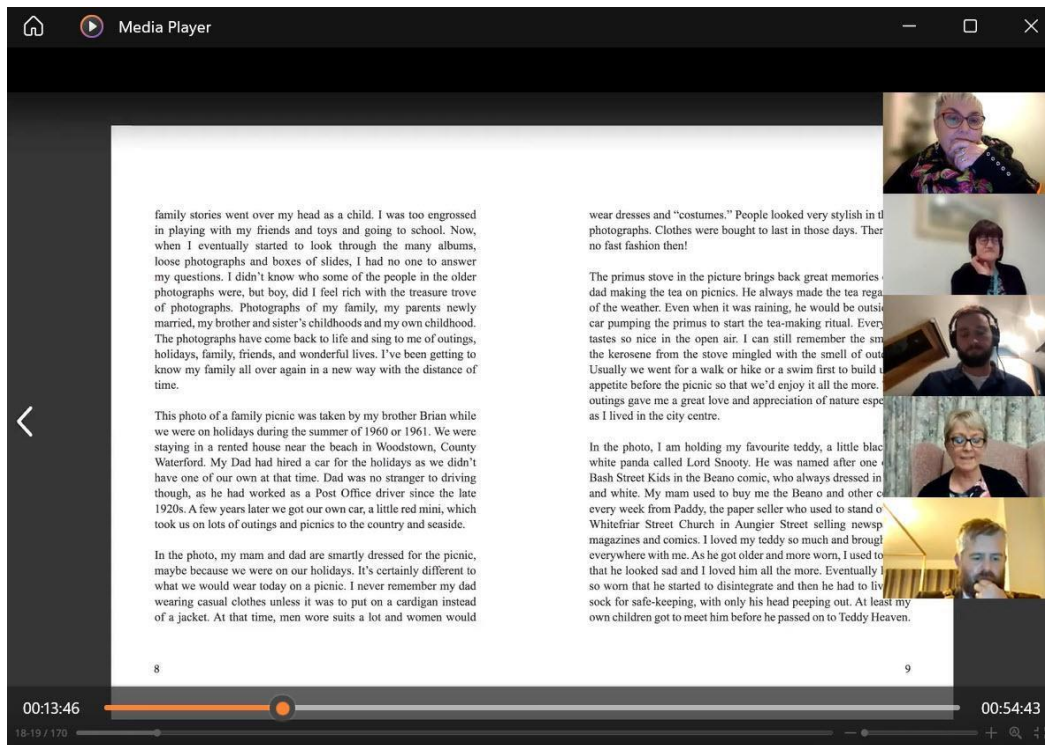 Media Player
family stories went over my head as a child. I was too engrossed
in playing with my friends and toys and going to school. Now,
when I eventually started to look through the many albums,
loose photographs and boxes of slides, I had no one to answer
my questions. I didn't know who some of the people in the older
photographs were, but boy, did I feel rich with the treasure trove
of photographs. Photographs of my family, my parents newly
married, my brother and sister's childhoods and my own childhood.
The photographs have come back to life and sing to me of outings,
holidays, family, friends, and wonderful lives. I've been getting to
know my family all over again in a new way with the distance of
time.
This photo of a family picnic was taken by my brother Brian while
we were on holidays during the summer of 1960 or 1961. We were
staying in a rented house near the beach in Woodstown, County
Waterford. My Dad had hired a car for the holidays as we didn't
have one of our own at that time. Dad was no stranger to driving
though, as he had worked as a Post Office driver since the late
1920s. A few years later we got our own car, a little red mini, which
took us on lots of outings and picnics to the country and seaside.
In the photo, my mam and dad are smartly dressed for the picnic,
maybe because we were on our holidays. It's certainly different to
what we would wear today on a picnic. I never remember my dad
wearing casual clothes unless it was to put on a cardigan instead
of a jacket. At that time, men wore suits a lot and women would
8
wear dresses and “costumes.” People looked very stylish in
photographs. Clothes were bought to last in those days.
no fast fashion then!
The primus stove in the picture brings back great memories
dad making the tea on picnics. He always made the tea
of the weather. Even when it was raining, he would be
car pumping the primus to start the tea-making ritual.
tastes so nice in the open air. I can still remember the
the kerosene from the stove mingled with the smell of
Usually we went for a walk or hike or a swim first to build
appetite before the picnic so that we'd enjoy it all the more.
outings gave me a great love and appreciation of nature
as I lived in the city centre.
In the photo, I am holding my favourite teddy, a little
white panda called Lord Snooty. He was named after one
Bash Street Kids in the Beano comic, who always dressed in
and white. My mam used to buy me the Beano and other
every week from Paddy, the paper seller who used to stand
Whitefriar Street Church in Aungier Street selling
magazines and comics. I loved my teddy so much and
everywhere with me. As he got older and more worn, I used to
that he looked sad and I loved him all the more. Eventually
so worn that he started to disintegrate and then he had to
sock for safe-keeping, with only his head peeping out. At least my
own children got to meet him before he passed on to Teddy Heaven.
9
00:13:46
00:54:43
18-19 / 170